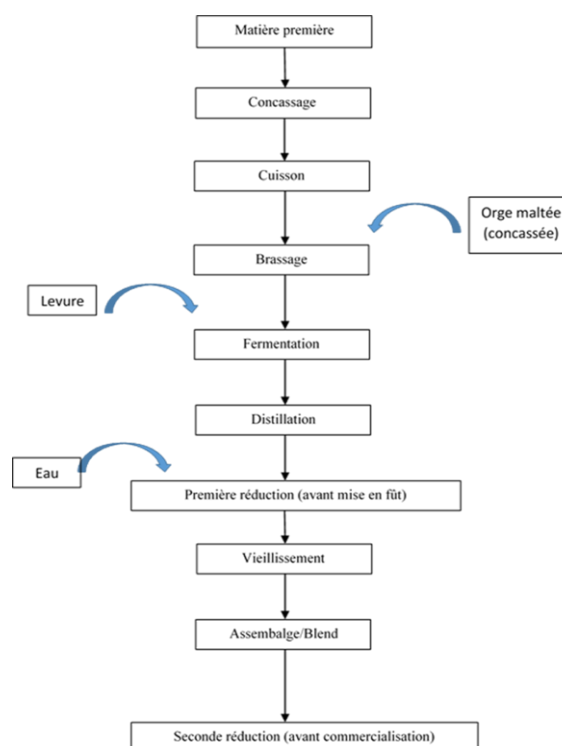 Matière première
Concassage
Cuisson
Orge maltée
(concassée)
Brassage
Levure
Fermentation
Distillation
Eau
Première réduction (avant mise en fût)
Vieillissement
Assembalge/Blend
Seconde réduction (avant commercialisation)